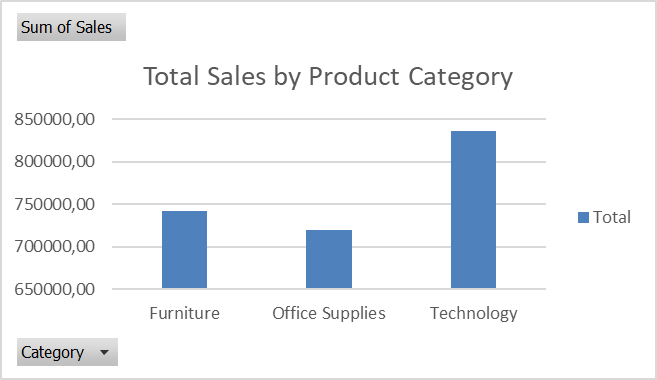 Sum of Sales
Total Sales by Product Category
850000,00
800000,00
750000,00
700000,00
650000,00
Furniture
Office Supplies
Technology
Total
Category